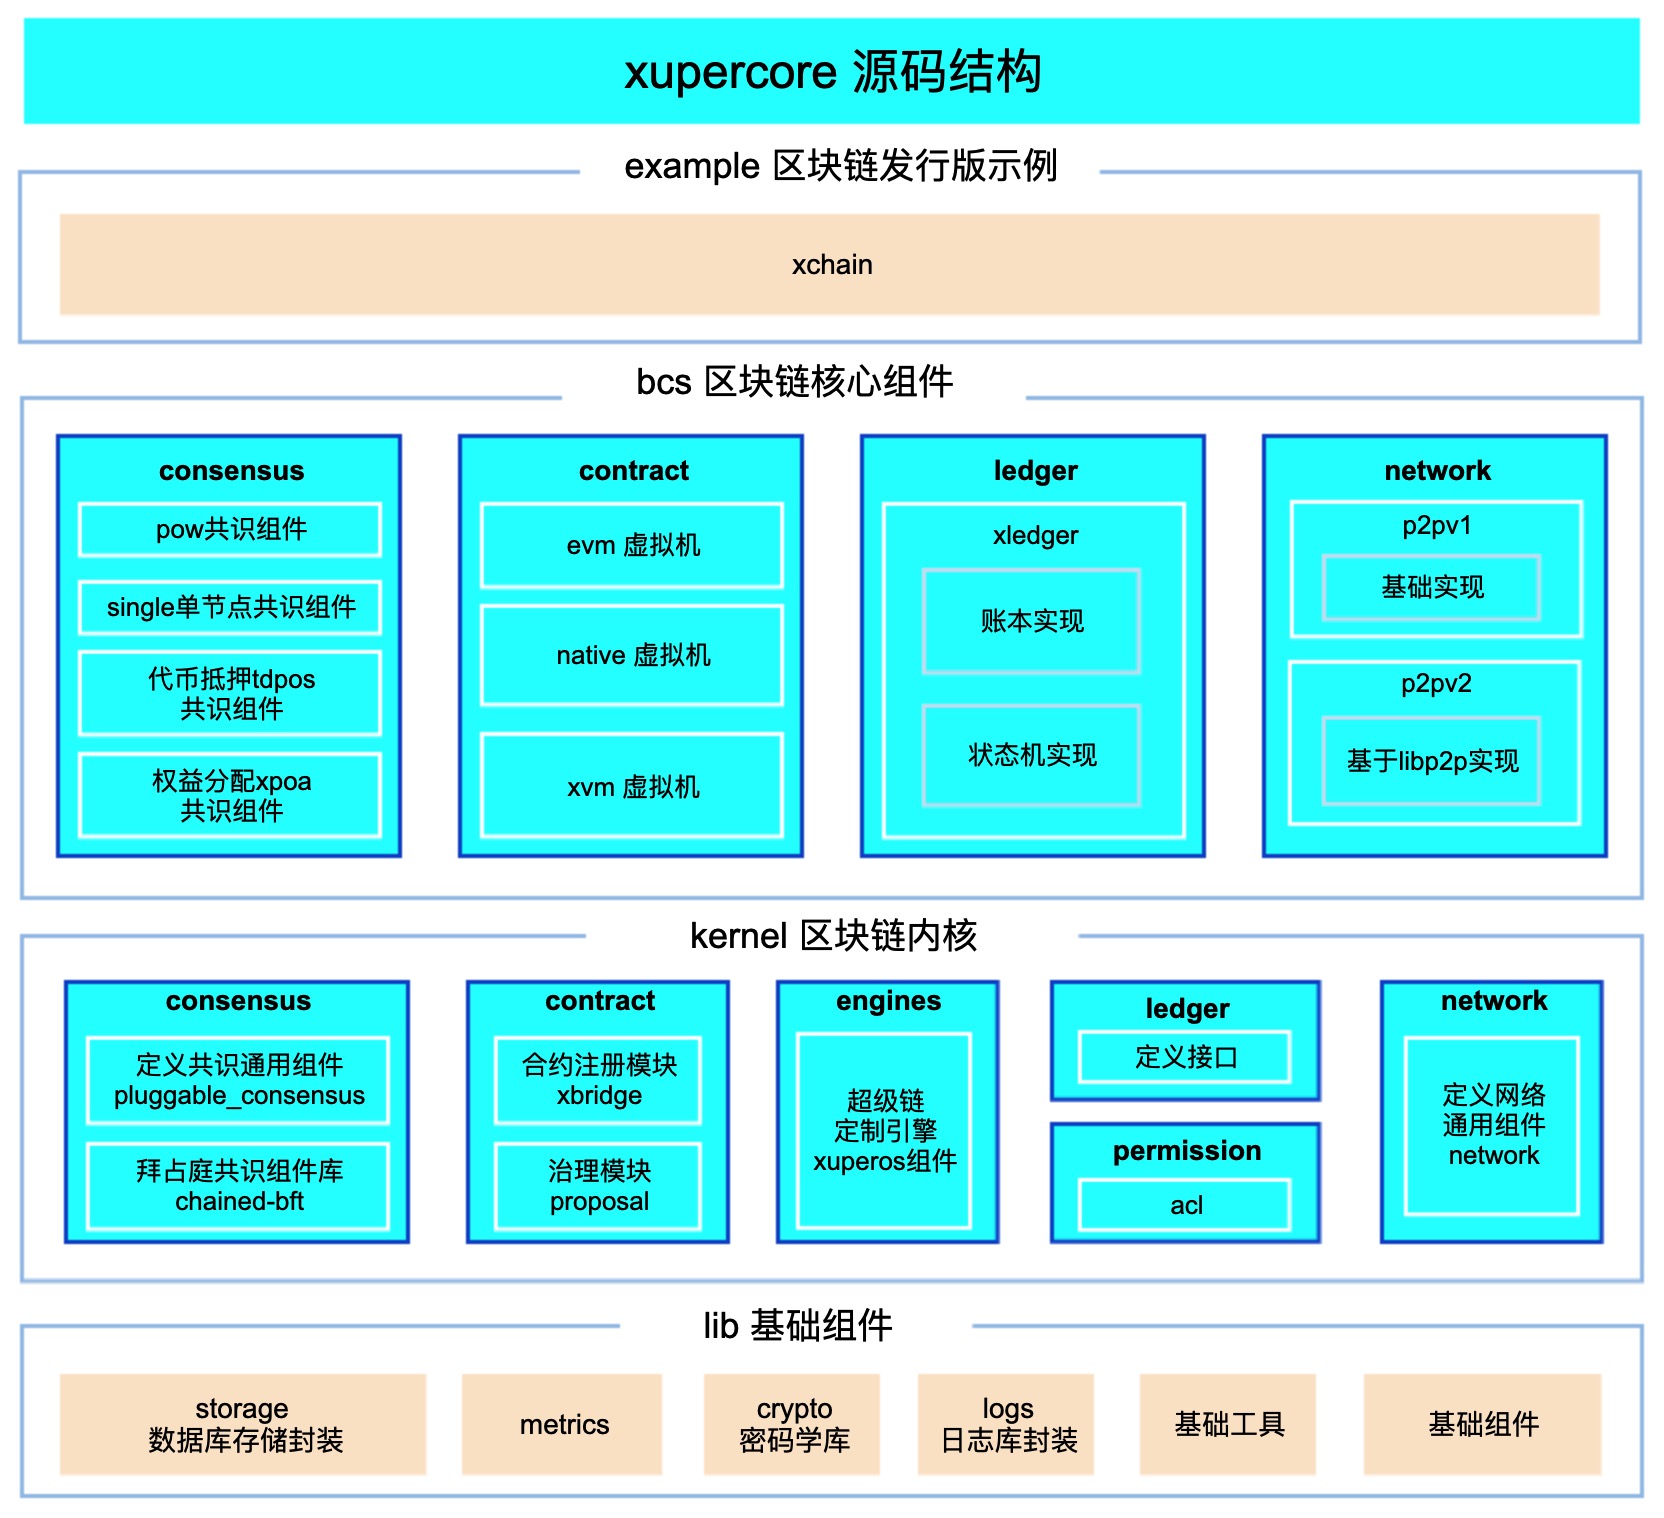 xupercore 源码结构
example 区块链发行版示例
xchain
bcs 区块链核心组件
consensus
pow共识组件
single单节点共识组件
代币抵押tdpos
共识组件
权益分配xpoa
共识组件
contract
evm 虚拟机
native 虚拟机
xvm 虚拟机
ledger
xledger
账本实现
状态机实现
network
p2pv1
基础实现
p2pv2
基于libp2p实现
kernel 区块链内核
consensus
定义共识通用组件
pluggable_consensus
拜占庭共识组件库
chained-bft
contract
合约注册模块
xbridge
治理模块
proposal
engines
超级链
定制引擎
xuperos组件
ledger
定义接口
permission
acl
network
定义网络
通用组件
network
lib 基础组件
storage
数据库存储封装
metrics
crypto
密码学库
logs
日志库封装
基础工具
基础组件